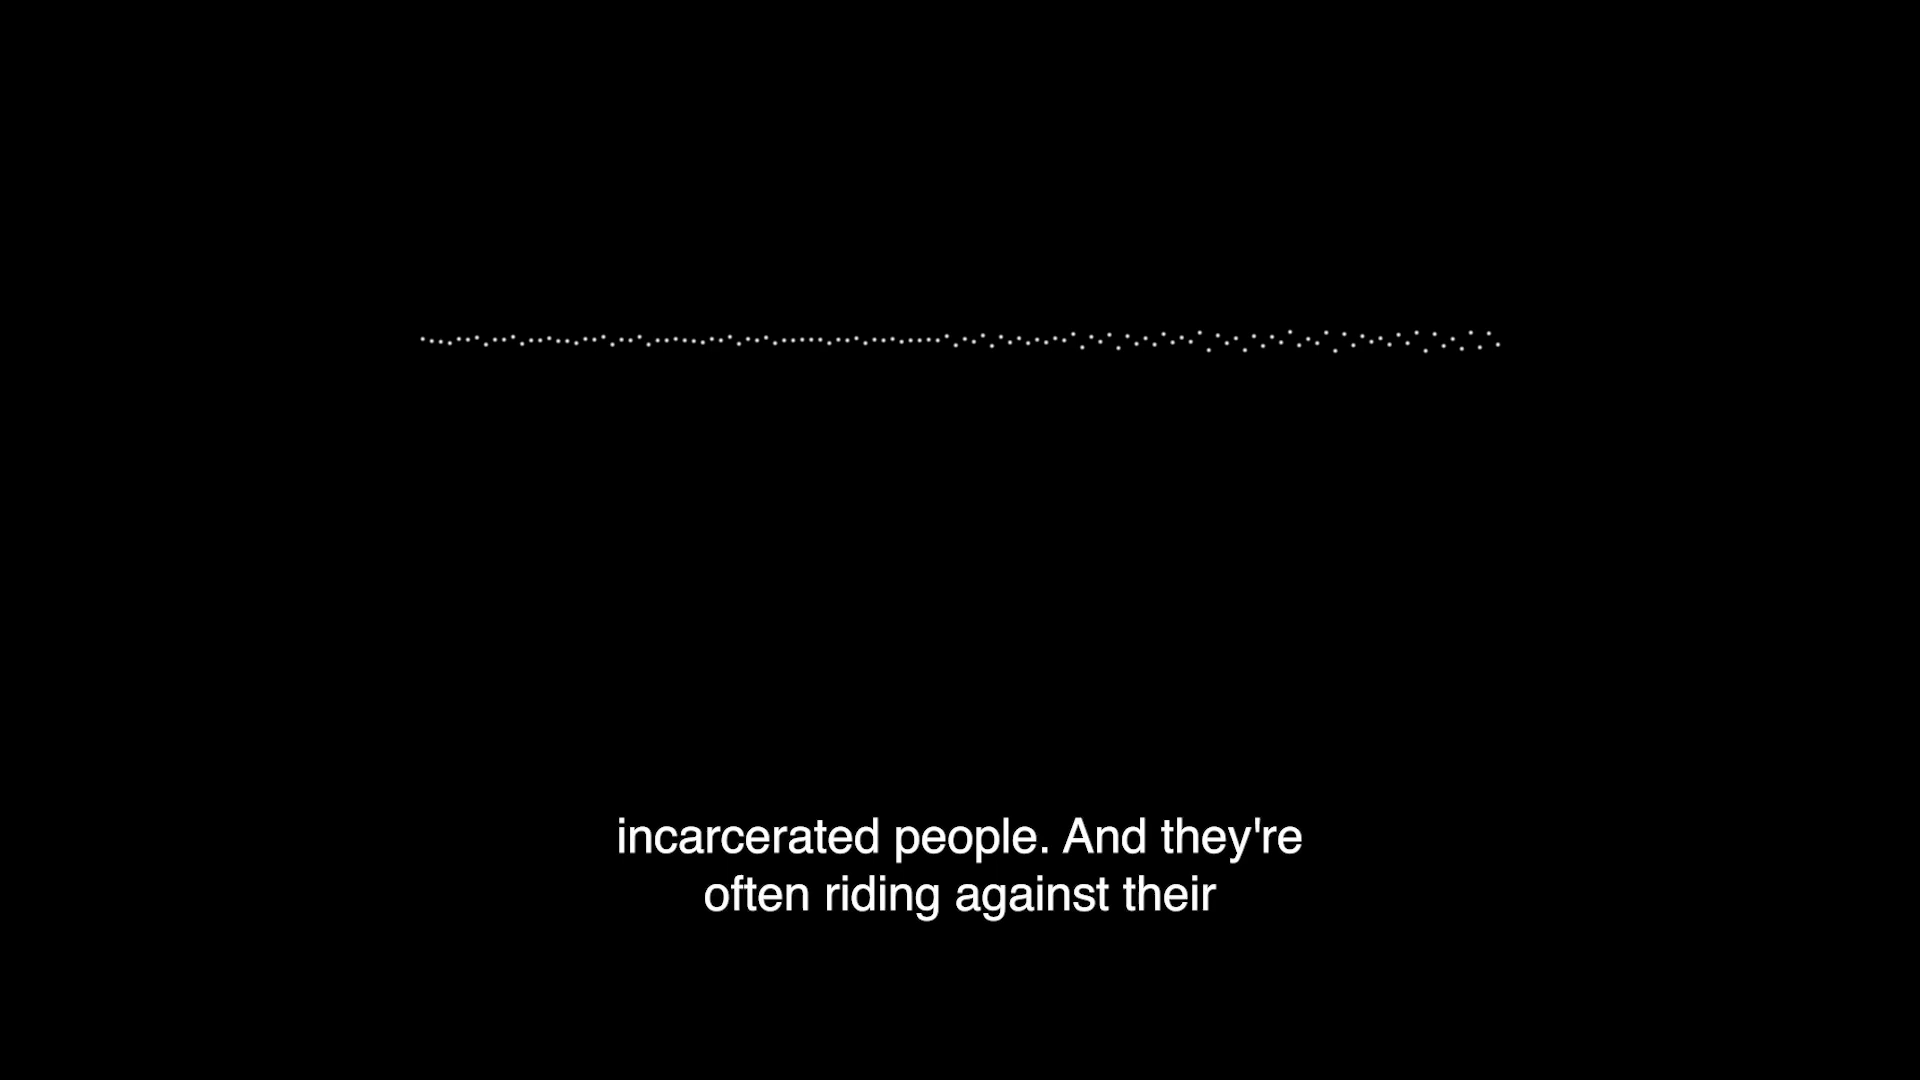 incarcerated people. And they're
often riding against their